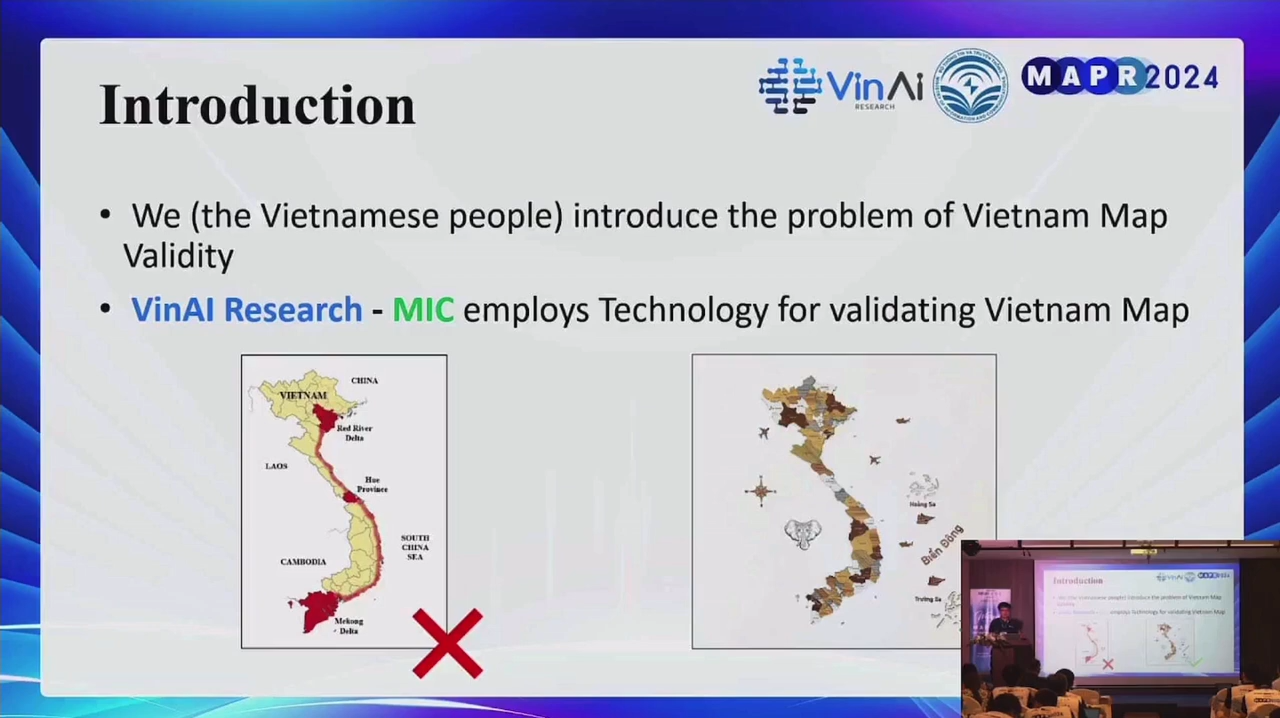 Introduction
VinAi
RESEARCH
MAPR2024
• We (the Vietnamese people) introduce the problem of Vietnam Map
Validity
• VinAI Research - MIC employs Technology for validating Vietnam Map
CHINA
VIETNAM
Red River
Delta
LAOS
Hue
Province
SOUTH
CHINA
SEA
CAMBODIA
Mekong
Delta
Hoàng Sa
Biển Đông
Trường Sa
Introduction